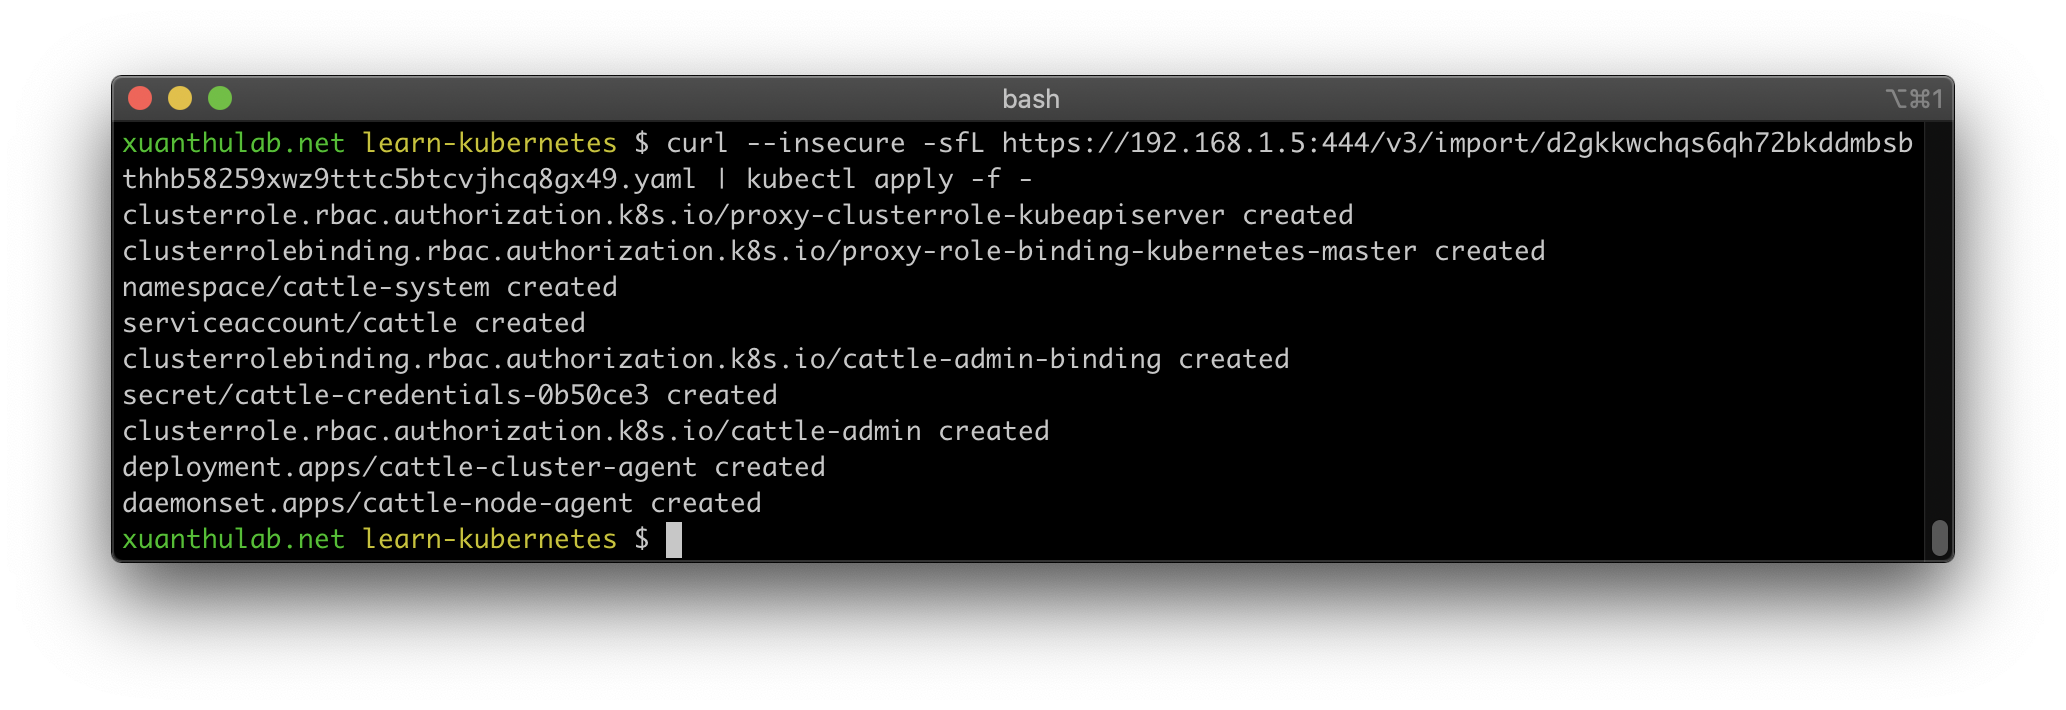 bash
⌥⌘1
xuanthulab.net learn-kubernetes $ curl --insecure -sfL https://192.168.1.5:444/v3/import/d2gkkwchqs6qh72bkddmbsb
thhb58259xwz9tttc5btcvjhcq8gx49.yaml | kubectl apply -f -
clusterrole.rbac.authorization.k8s.io/proxy-clusterrole-kubeapiserver created
clusterrolebinding.rbac.authorization.k8s.io/proxy-role-binding-kubernetes-master created
namespace/cattle-system created
serviceaccount/cattle created
clusterrolebinding.rbac.authorization.k8s.io/cattle-admin-binding created
secret/cattle-credentials-0b50ce3 created
clusterrole.rbac.authorization.k8s.io/cattle-admin created
deployment.apps/cattle-cluster-agent created
daemonset.apps/cattle-node-agent created
xuanthulab.net learn-kubernetes $